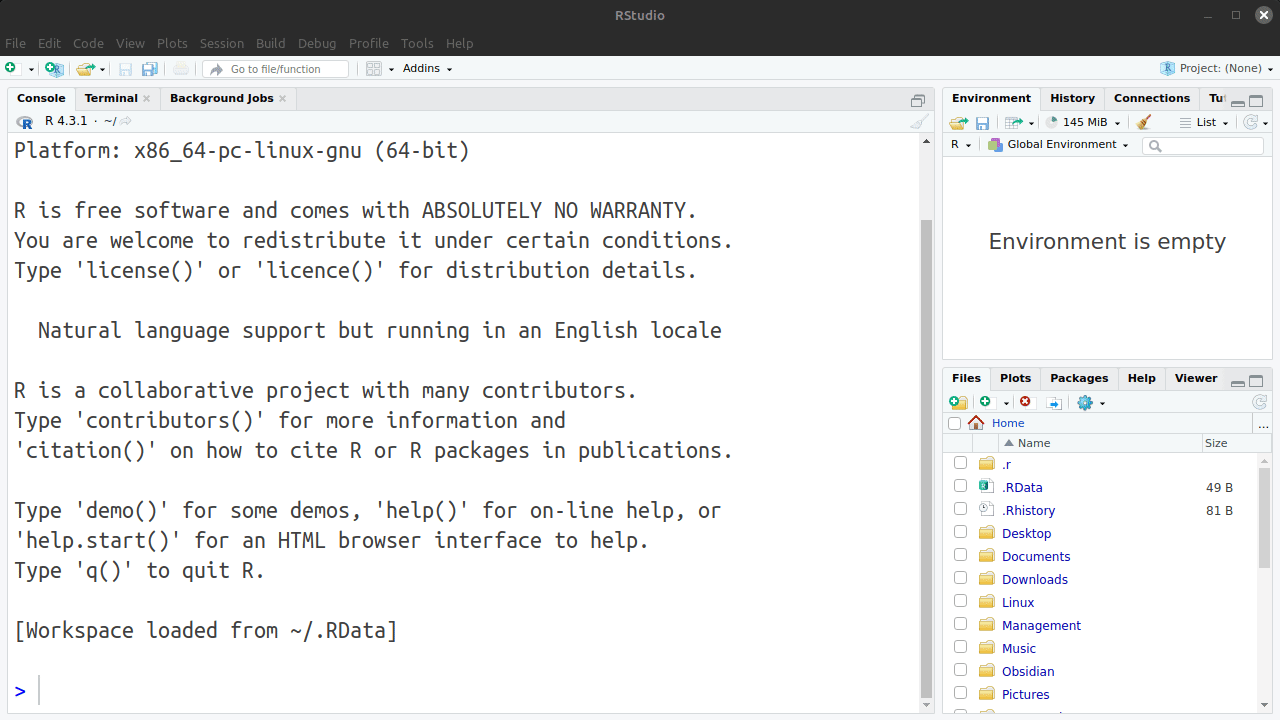 RStudio
File Edit Code View Plots Session Build Debug Profile Tools Help
Go to file/function
Addins
Project: (None)
Console Terminal Background Jobs
R 4.3.1 · ~/
Platform: x86_64-pc-linux-gnu (64-bit)
R is free software and comes with ABSOLUTELY NO WARRANTY.
You are welcome to redistribute it under certain conditions.
Type 'license()' or 'licence()' for distribution details.
Natural language support but running in an English locale
R is a collaborative project with many contributors.
Type 'contributors()' for more information and
'citation()' on how to cite R or R packages in publications.
Type 'demo()' for some demos, 'help()' for on-line help, or
'help.start()' for an HTML browser interface to help.
Type 'q()' to quit R.
[Workspace loaded from ~/.RData]
>
Environment History Connections Tu
145 MiB
List
R
Global Environment
Environment is empty
Files Plots Packages Help Viewer
Home
...
Name Size
.r
.RData 49 B
.Rhistory 81 B
Desktop
Documents
Downloads
Linux
Management
Music
Obsidian
Pictures